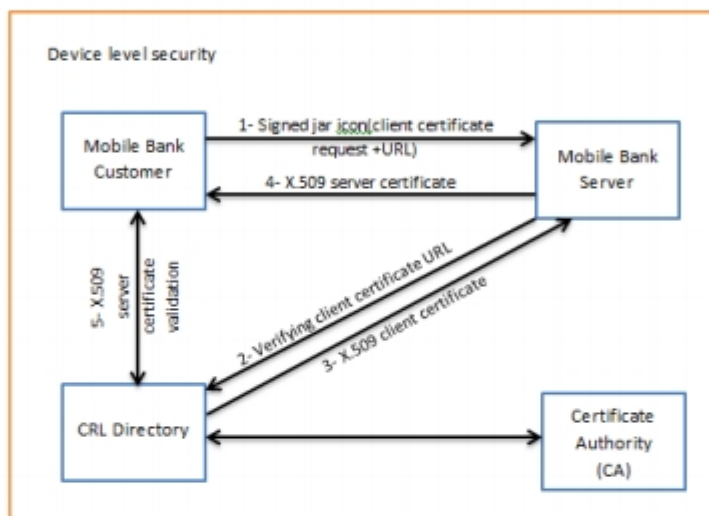 Device level security
1- Signed jar icon(client certificate
request +URL)
Mobile Bank
Customer
Mobile Bank
Server
4- X.509 server certificate
5- X.509
server
certificate
validation
2- Verifying client certificate URL
3- X.509 client certificate
CRL Directory
Certificate
Authority
(CA)